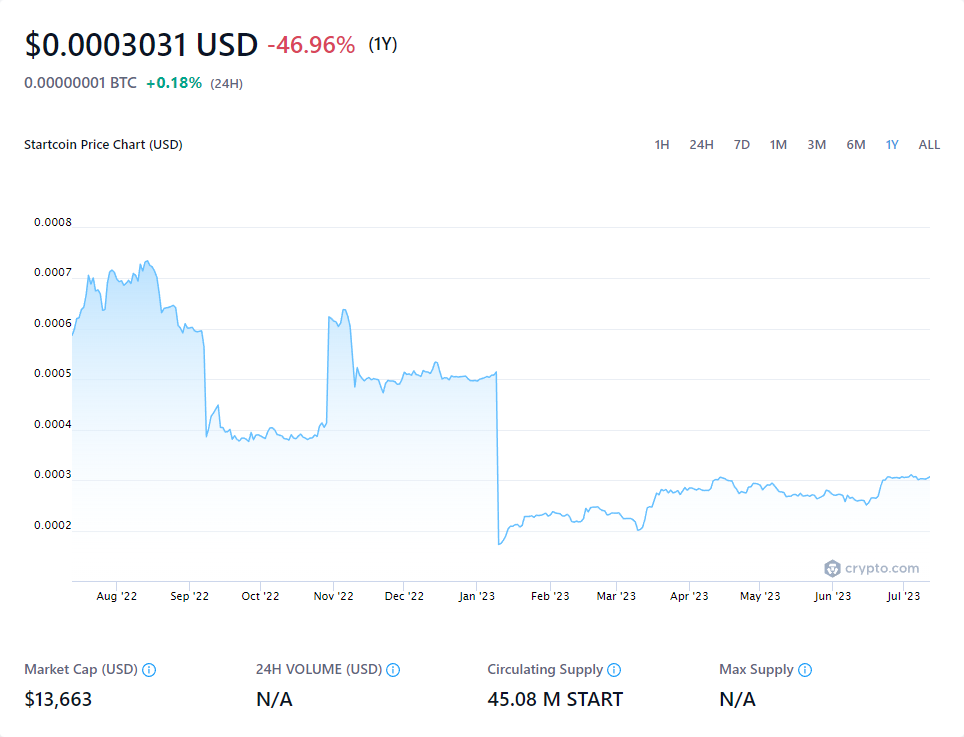 $0.0003031 USD -46.96% (1Y)
0.00000001 BTC +0.18% (24H)
Startcoin Price Chart (USD) 1H 24H 7D 1M 3M 6M 1Y ALL
0.0008
0.0007
0.0006
0.0005
0.0004
0.0003
0.0002
crypto.com
Aug '22 Sep '22 Oct '22 Nov '22 Dec '22 Jan '23 Feb '23 Mar '23 Apr '23 May '23 Jun '23 Jul '23
Market Cap (USD) 24H VOLUME (USD) Circulating Supply Max Supply
$13,663 N/A 45.08 M START N/A